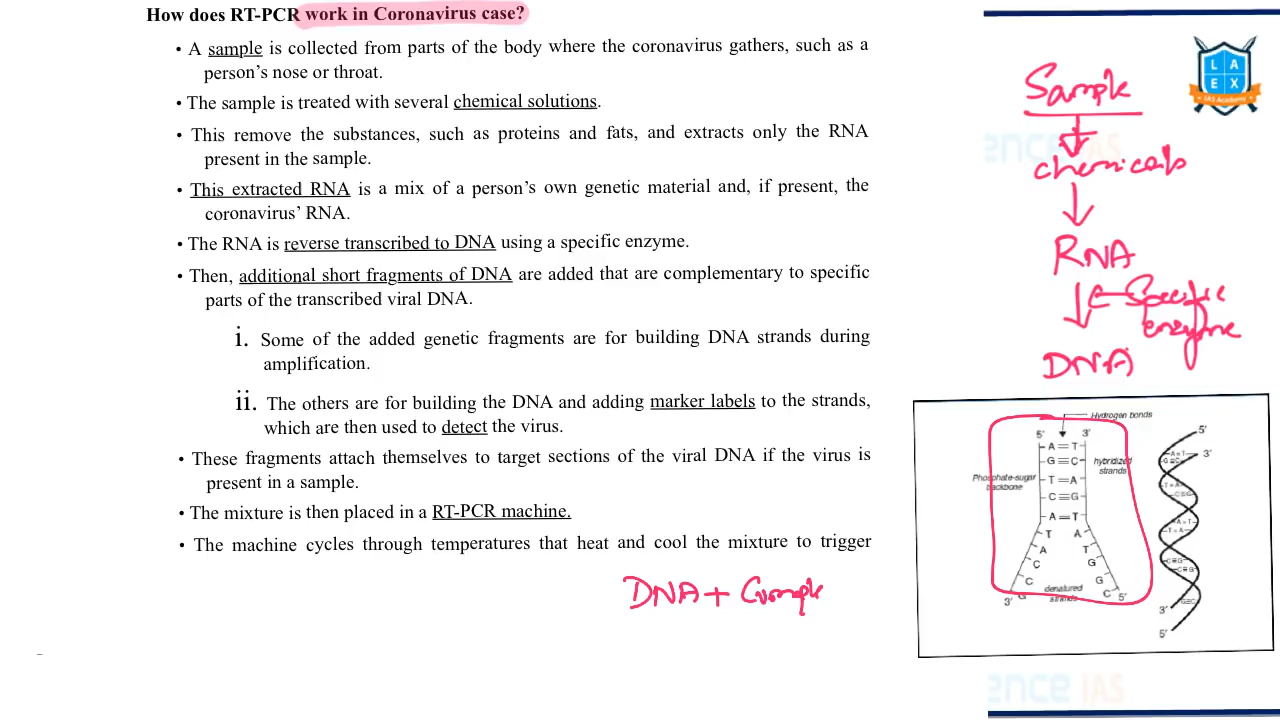 How does RT-PCR work in Coronavirus case?
• A sample is collected from parts of the body where the coronavirus gathers, such as a
person's nose or throat.
• The sample is treated with several chemical solutions.
• This remove the substances, such as proteins and fats, and extracts only the RNA
present in the sample.
• This extracted RNA is a mix of a person's own genetic material and, if present, the
coronavirus' RNA.
• The RNA is reverse transcribed to DNA using a specific enzyme.
• Then, additional short fragments of DNA are added that are complementary to specific
parts of the transcribed viral DNA.
i. Some of the added genetic fragments are for building DNA strands during
amplification.
ii. The others are for building the DNA and adding marker labels to the strands,
which are then used to detect the virus.
• These fragments attach themselves to target sections of the viral DNA if the virus is
present in a sample.
• The mixture is then placed in a RT-PCR machine.
• The machine cycles through temperatures that heat and cool the mixture to trigger
DNA +
L A
E X
IAS Academy
ence IAS
Sample
chemicals
RNA
Specific
enzyme
DNA
Hydrogen bonds
5' 3'
A=T
G≡C
T=A
C≡G
A=T
T A
A T
C G
C G
G C
3' 5'
hybridized
strands
Phosphate-sugar
backbone
denatured
strands
5'
3'
A=T
G≡C
T=A
C≡G
A=T
T=A
C≡G
C≡G
G≡C
3'
5'
ence IAS